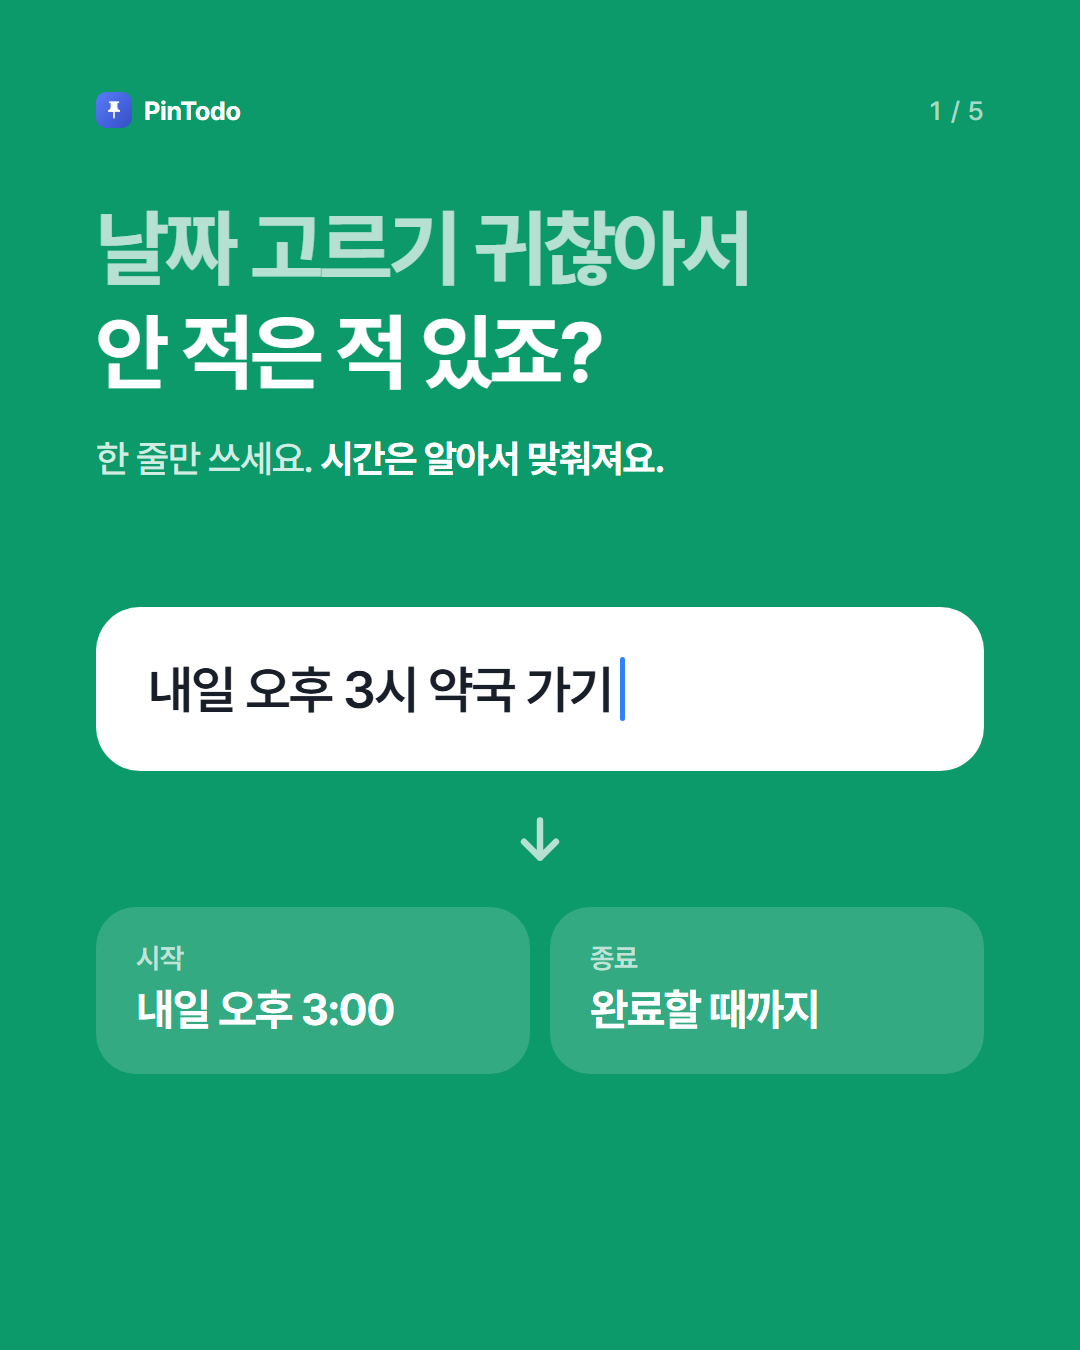 PinTodo
1 / 5
날짜 고르기 귀찮아서
안 적은 적 있죠?
한 줄만 쓰세요. 시간은 알아서 맞춰져요.
내일 오후 3시 약국 가기
시작
내일 오후 3:00
종료
완료할 때까지